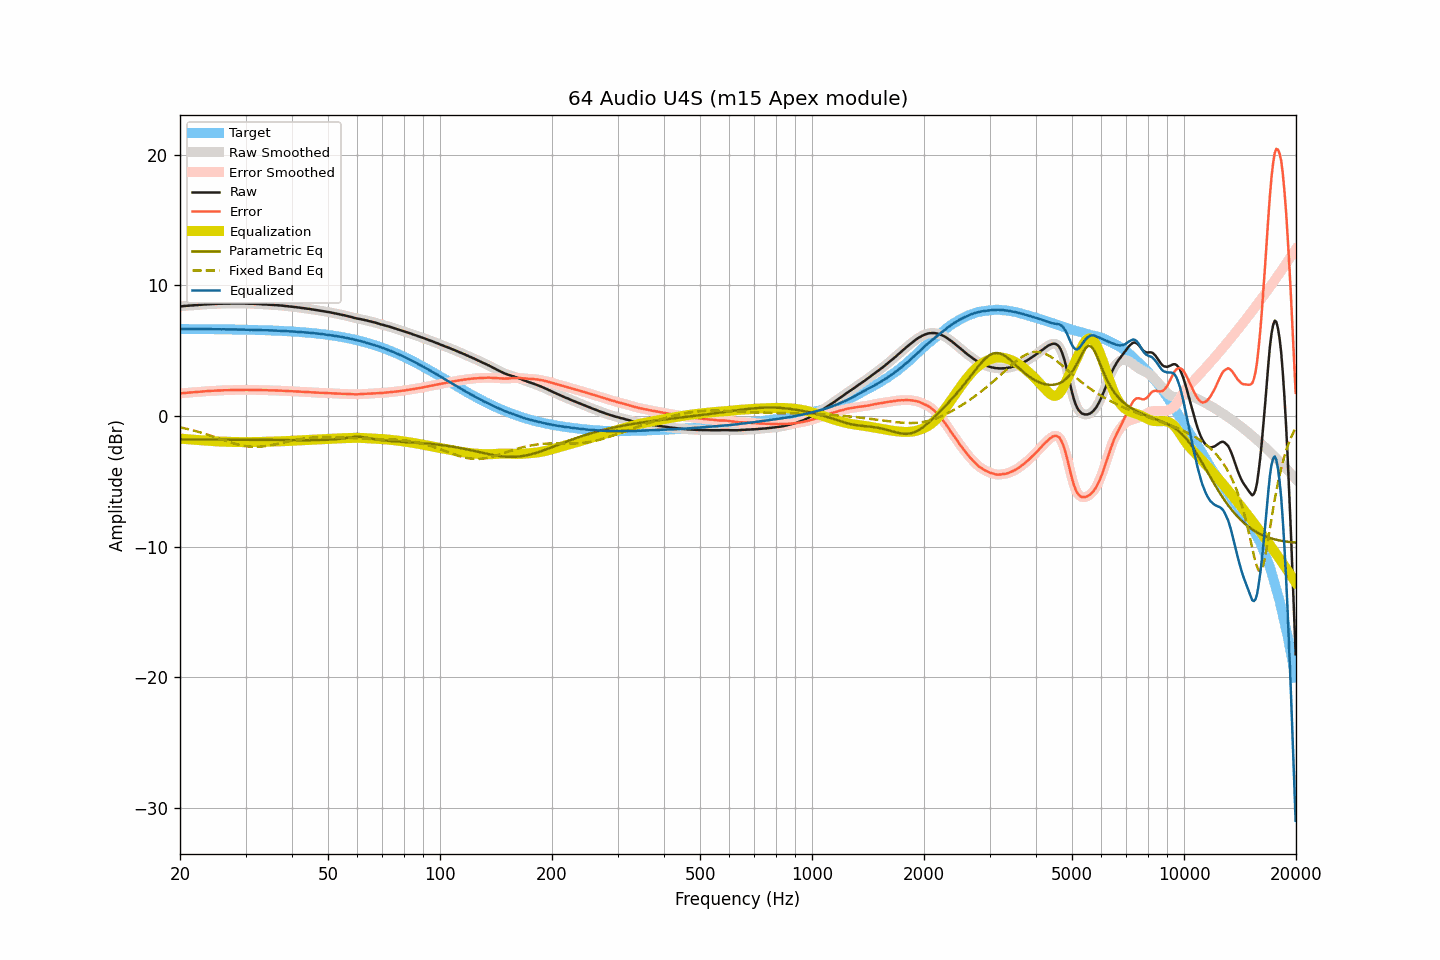 64 Audio U4S (m15 Apex module)
Target
Raw Smoothed
Error Smoothed
Raw
Error
Equalization
Parametric Eq
Fixed Band Eq
Equalized
20
10
0
−10
−20
−30
Amplitude (dBr)
20 50 100 200 500 1000 2000 5000 10000 20000
Frequency (Hz)